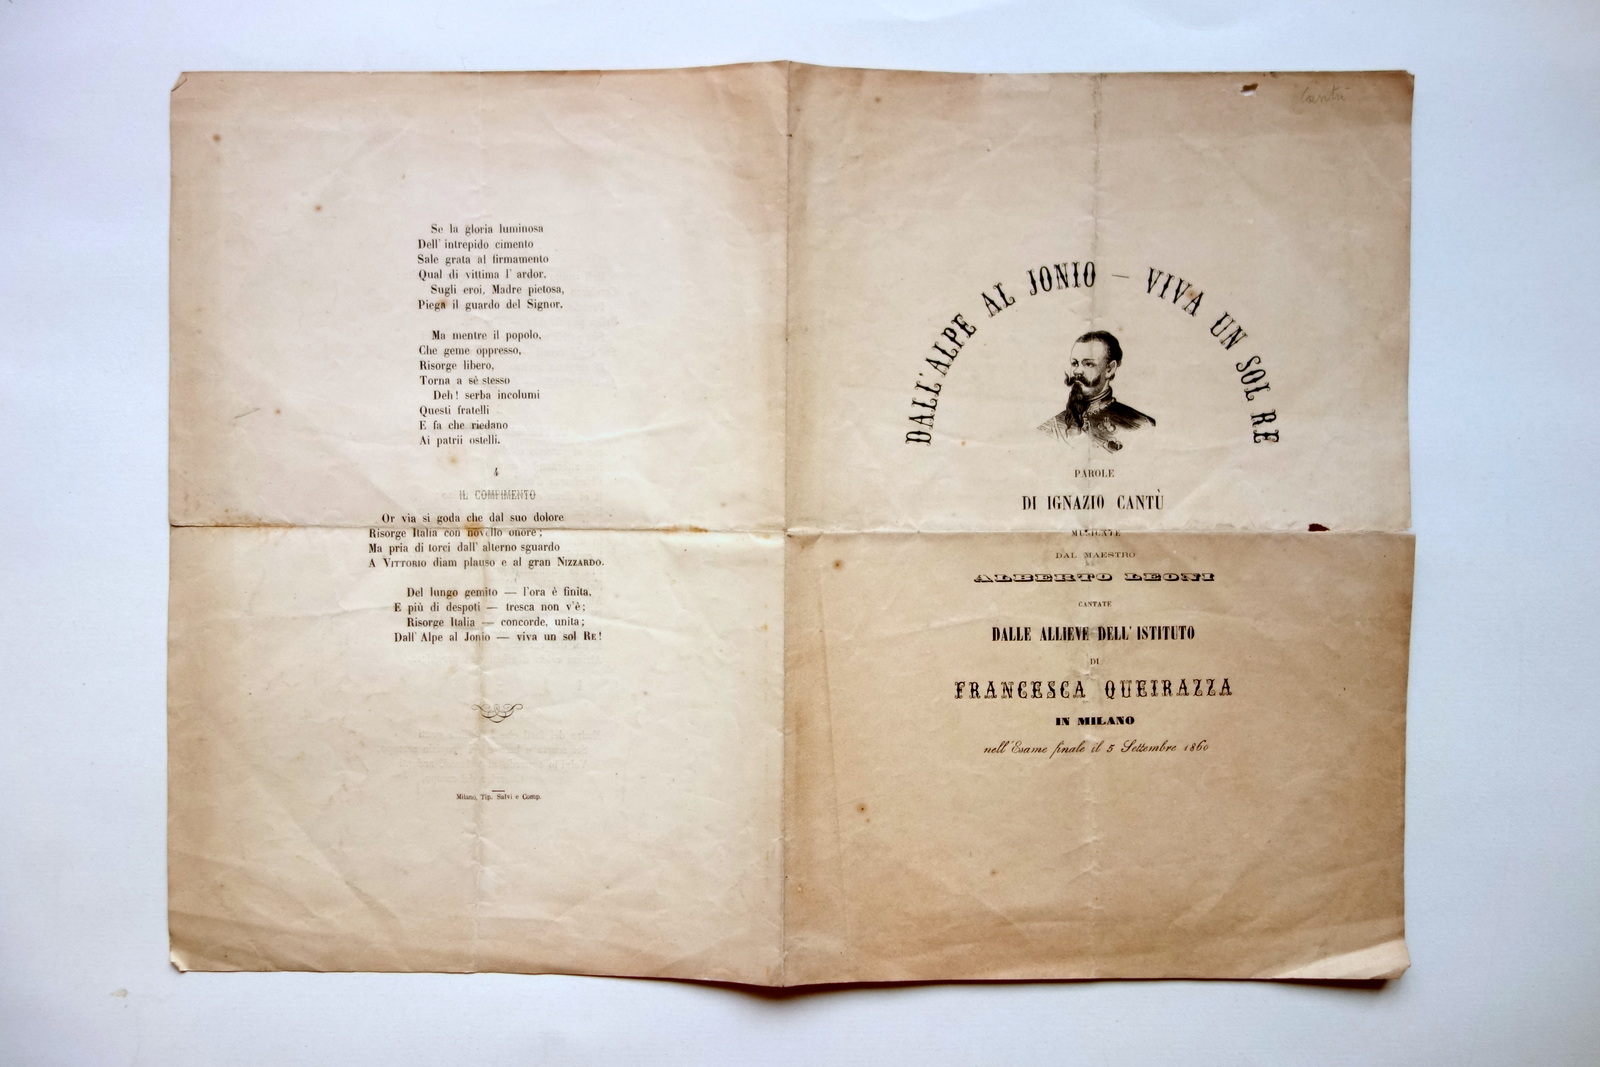 Se la gloria luminosa
Dell' intrepido cimento
Sale grata al firmamento
Qual di vittima l' ardor.
Sugli eroi, Madre pietosa,
Piega il guardo del Signor.
Ma mentre il popolo,
Che geme oppresso,
Risorge libero,
Torna a sè stesso
Deh! serba incolumi
Questi fratelli
E fa che riedano
Ai patrii ostelli.
4
IL COMPIMENTO
Or via si goda che dal suo dolore
Risorge Italia con novello onore;
Ma pria di torci dall' alterno sguardo
A VITTORIO diam plauso e al gran NIZZARDO.
Del lungo gemito — l'ora è finita,
E più di despoti — tresca non v'è;
Risorge Italia — concorde, unita;
Dall' Alpe al Jonio — viva un sol RE!
Milano, Tip. Salvi e Comp.
Cantù
DALL'ALPE AL JONIO — VIVA UN SOL RE
PAROLE
DI IGNAZIO CANTÙ
MUSICATE
DAL MAESTRO
ALBERTO LEONI
CANTATE
DALLE ALLIEVE DELL' ISTITUTO
DI
FRANCESCA QUEIRAZZA
IN MILANO
nell'Esame finale il 5 Settembre 1860